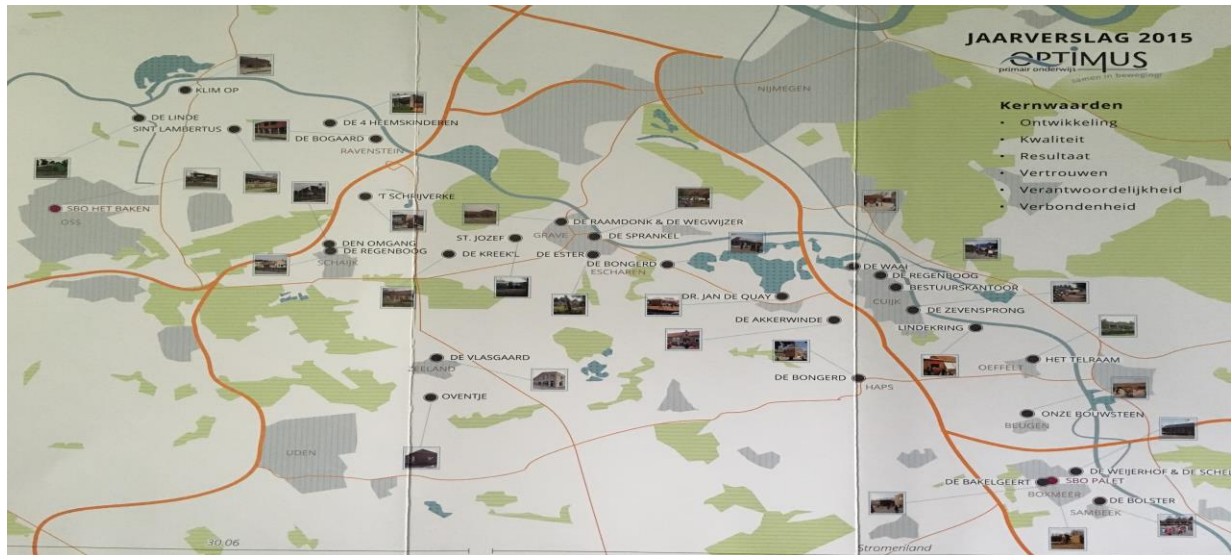 JAARVERSLAG 2015
OPTIMUS
primair onderwijs
samen in beweging!
Kernwaarden
• Ontwikkeling
• Kwaliteit
• Resultaat
• Vertrouwen
• Verantwoordelijkheid
• Verbondenheid
NIJMEGEN
KLIM OP
DE LINDE
SINT LAMBERTUS
DE 4 HEEMSKINDEREN
DE BOGAARD
RAVENSTEIN
'T SCHRIJVERKE
SBO HET BAKEN
OSS
DE RAAMDONK & DE WEGWIJZER
GRAVE
DE SPRANKEL
ST. JOZEF
DEN OMGANG
DE REGENBOOG
SCHAIJK
DE KREEK'L
DE ESTER
DE BONGERD
ESCHAREN
DE WAAI
DE REGENBOOG
BESTUURSKANTOOR
CUIJK
DR. JAN DE QUAY
DE ZEVENSPRONG
DE AKKERWINDE
LINDEKRING
DE VLASGAARD
ZEELAND
HET TELRAAM
OEFFELT
DE BONGERD
HAPS
OVENTJE
ONZE BOUWSTEEN
BEUGEN
UDEN
DE WEIJERHOF & DE SCHEL
DE BAKELGEERT
SBO PALET
BOXMEER
DE BOLSTER
SAMBEEK
30.06
Stromenland